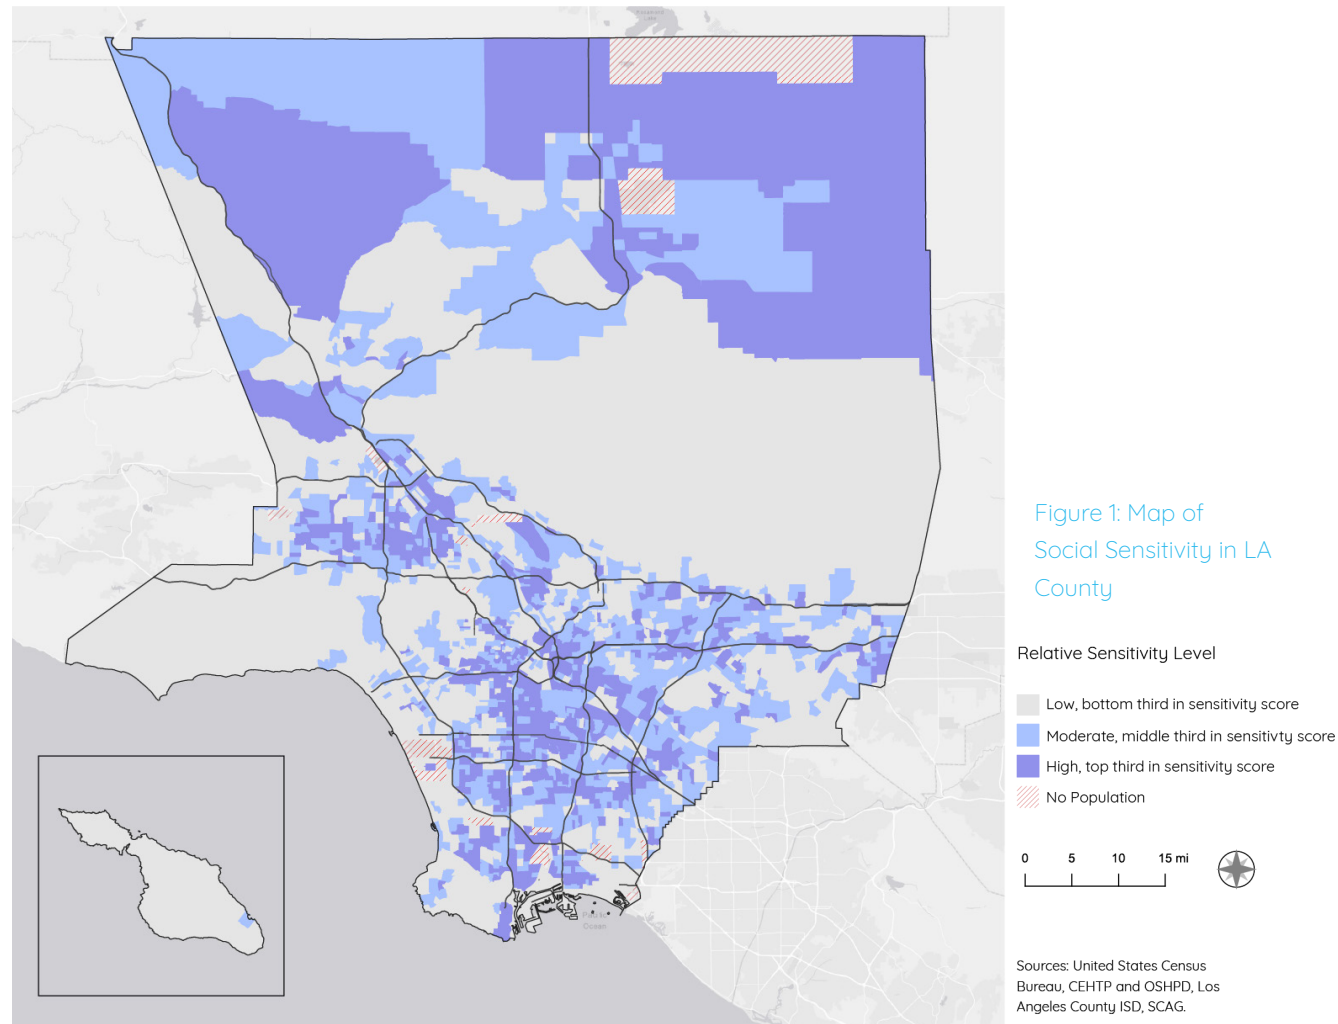 Figure 1: Map of
Social Sensitivity in LA
County
Relative Sensitivity Level
Low, bottom third in sensitivity score
Moderate, middle third in sensitivty score
High, top third in sensitivity score
No Population
0 5 10 15 mi
Sources: United States Census
Bureau, CEHTP and OSHPD, Los
Angeles County ISD, SCAG.
Ocean